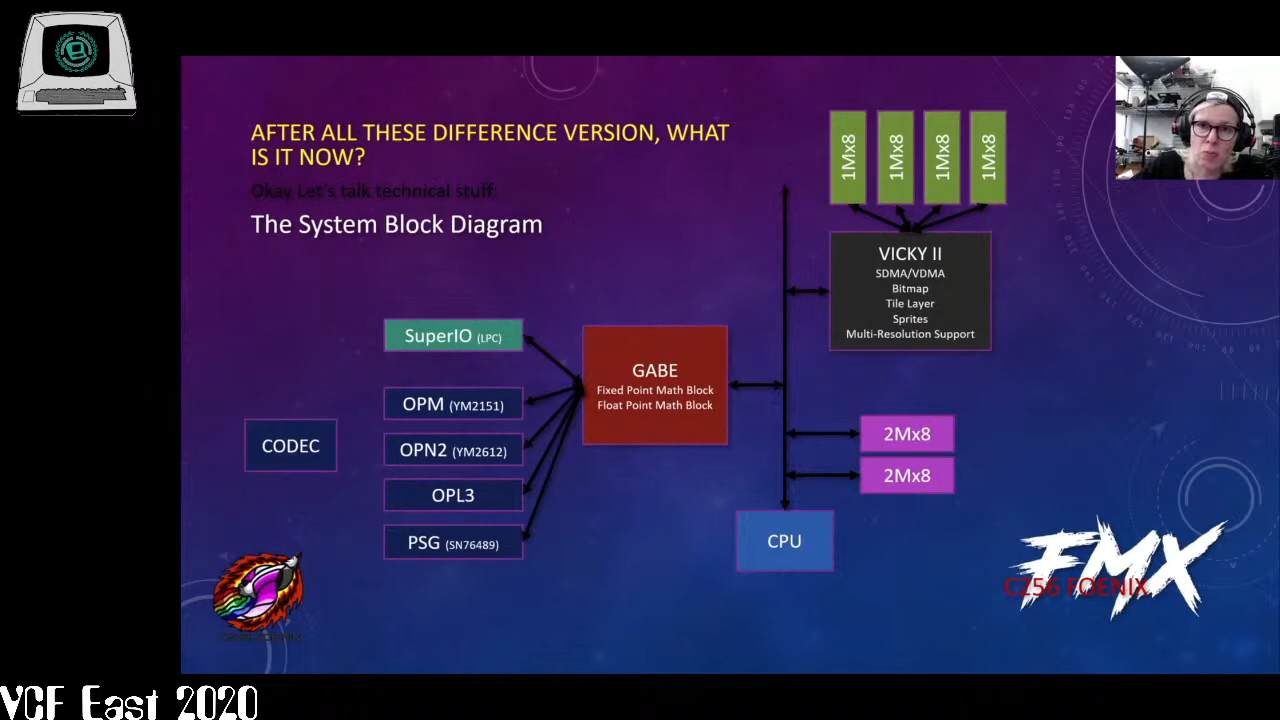 AFTER ALL THESE DIFFERENCE VERSION, WHAT
IS IT NOW?
Okay Let's talk technical stuff:
The System Block Diagram
1Mx8
1Mx8
1Mx8
1Mx8
VICKY II
SDMA/VDMA
Bitmap
Tile Layer
Sprites
Multi-Resolution Support
SuperIO (LPC)
GABE
Fixed Point Math Block
Float Point Math Block
OPM (YM2151)
CODEC
OPN2 (YM2612)
OPL3
PSG (SN76489)
2Mx8
2Mx8
CPU
FMX
C256 FOENIX
VCF East 2020